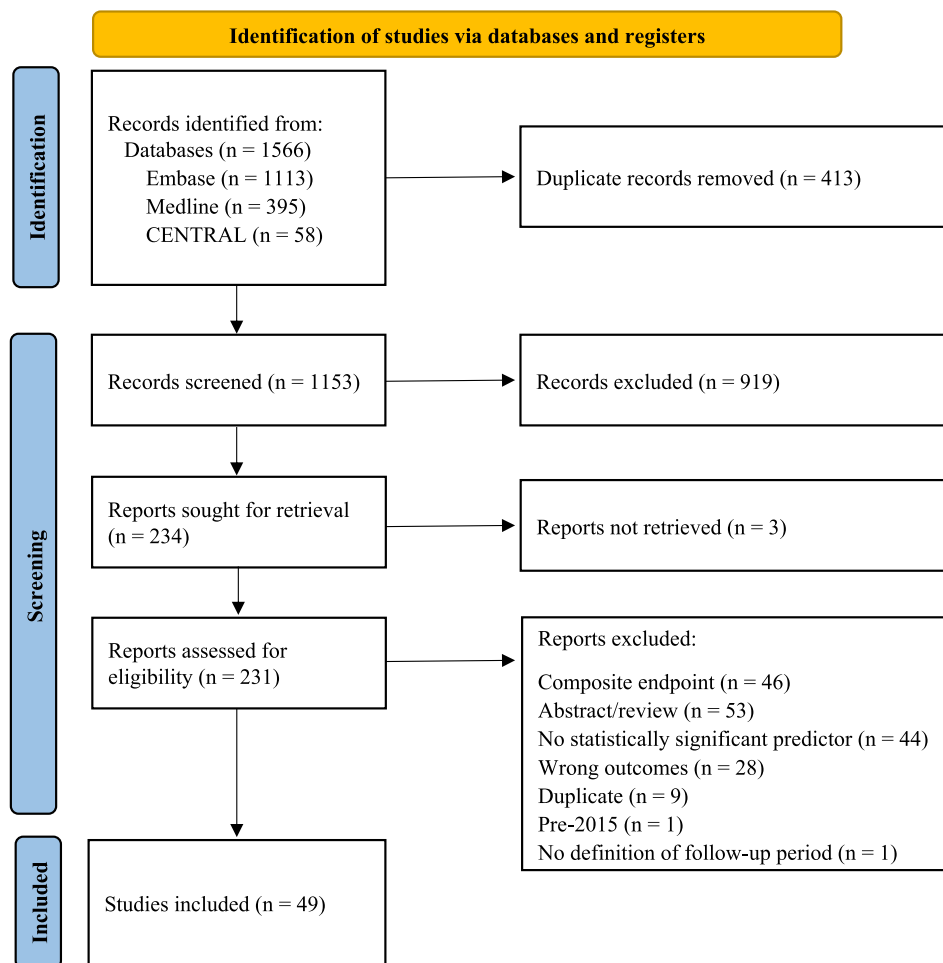 Identification of studies via databases and registers
Identification
Records identified from:
Databases (n = 1566)
Embase (n = 1113)
Medline (n = 395)
CENTRAL (n = 58)
Duplicate records removed (n = 413)
Screening
Records screened (n = 1153)
Records excluded (n = 919)
Reports sought for retrieval
(n = 234)
Reports not retrieved (n = 3)
Reports assessed for
eligibility (n = 231)
Reports excluded:
Composite endpoint (n = 46)
Abstract/review (n = 53)
No statistically significant predictor (n = 44)
Wrong outcomes (n = 28)
Duplicate (n = 9)
Pre-2015 (n = 1)
No definition of follow-up period (n = 1)
Included
Studies included (n = 49)